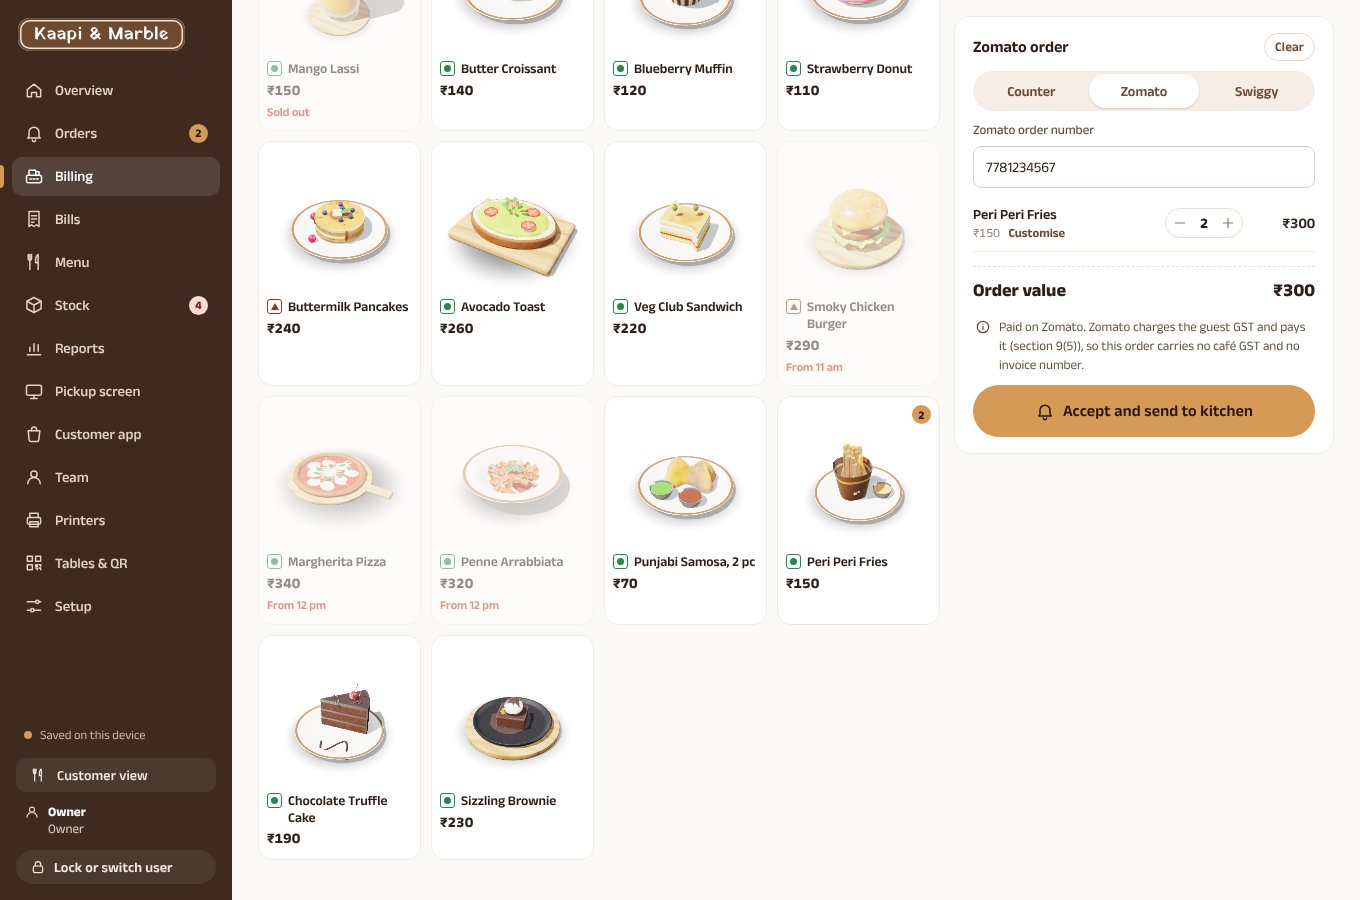 Kaapi & Marble
Overview
Orders 2
Billing
Bills
Menu
Stock 4
Reports
Pickup screen
Customer app
Team
Printers
Tables & QR
Setup
Saved on this device
Customer view
Owner
Owner
Lock or switch user
Mango Lassi
₹150
Sold out
Butter Croissant
₹140
Blueberry Muffin
₹120
Strawberry Donut
₹110
Buttermilk Pancakes
₹240
Avocado Toast
₹260
Veg Club Sandwich
₹220
Smoky Chicken
Burger
₹290
From 11 am
Margherita Pizza
₹340
From 12 pm
Penne Arrabbiata
₹320
From 12 pm
Punjabi Samosa, 2 pc
₹70
2
Peri Peri Fries
₹150
Chocolate Truffle
Cake
₹190
Sizzling Brownie
₹230
Zomato order Clear
Counter Zomato Swiggy
Zomato order number
7781234567
Peri Peri Fries
₹150 Customise
2 ₹300
Order value ₹300
Paid on Zomato. Zomato charges the guest GST and pays
it (section 9(5)), so this order carries no café GST and no
invoice number.
Accept and send to kitchen